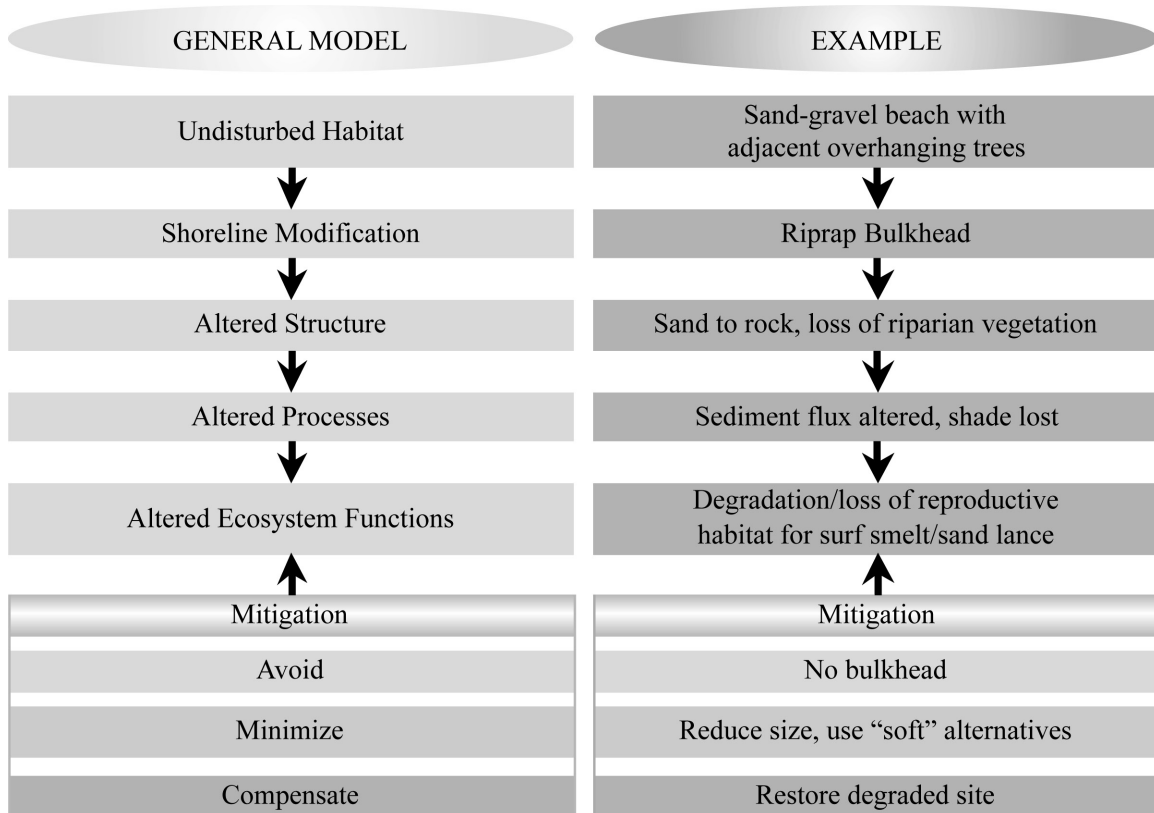 GENERAL MODEL
Undisturbed Habitat
Shoreline Modification
Altered Structure
Altered Processes
Altered Ecosystem Functions
Mitigation
Avoid
Minimize
Compensate
EXAMPLE
Sand-gravel beach with
adjacent overhanging trees
Riprap Bulkhead
Sand to rock, loss of riparian vegetation
Sediment flux altered, shade lost
Degradation/loss of reproductive
habitat for surf smelt/sand lance
Mitigation
No bulkhead
Reduce size, use “soft” alternatives
Restore degraded site